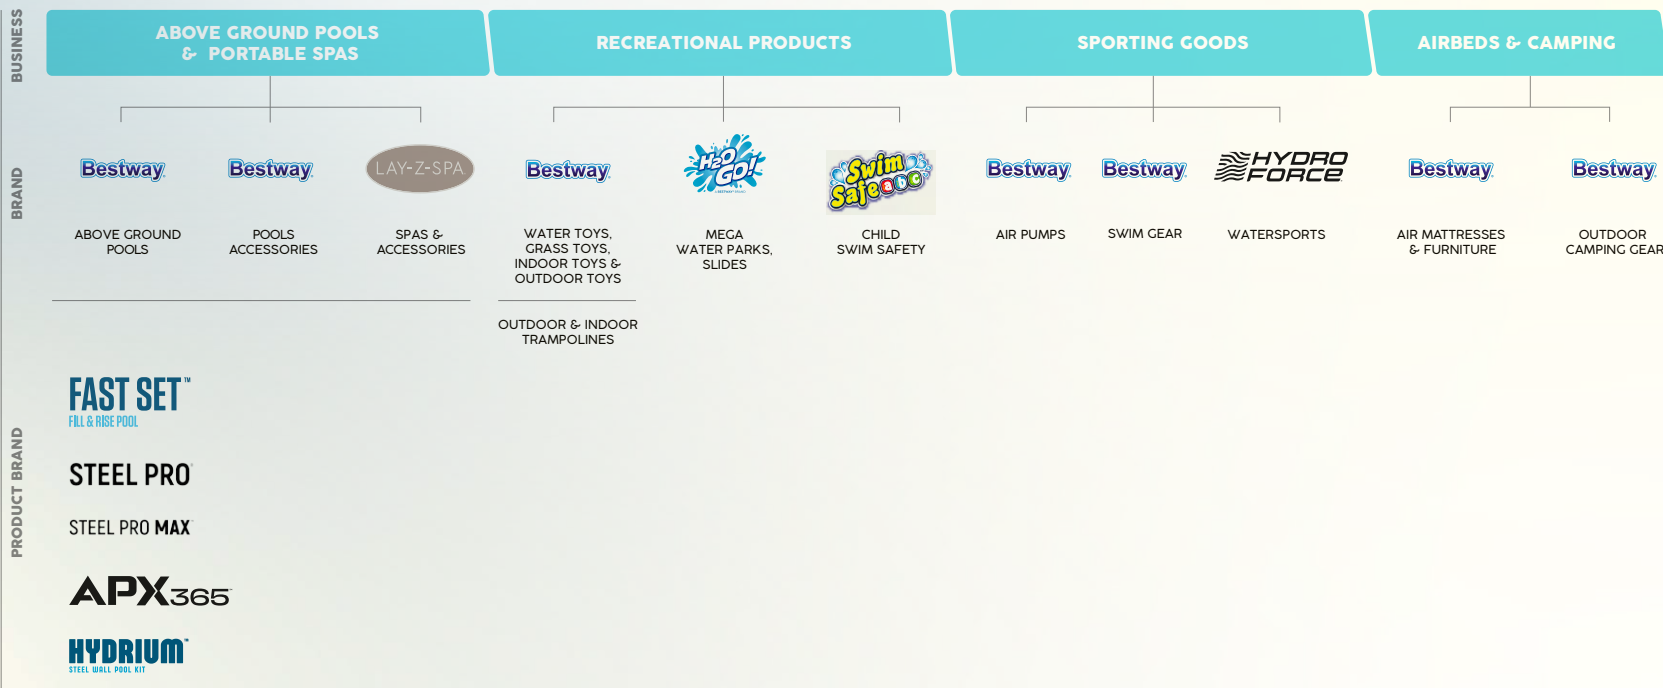 BUSINESS
ABOVE GROUND POOLS
& PORTABLE SPAS
RECREATIONAL PRODUCTS
SPORTING GOODS
AIRBEDS & CAMPING
BRAND
Bestway
Bestway
LAY-Z-SPA
Bestway
H2O
GO!
Swim
Safe abc
Bestway
Bestway
HYDRO
FORCE
Bestway
Bestway
ABOVE GROUND
POOLS
POOLS
ACCESSORIES
SPAS &
ACCESSORIES
WATER TOYS,
GRASS TOYS,
INDOOR TOYS &
OUTDOOR TOYS
MEGA
WATER PARKS,
SLIDES
CHILD
SWIM SAFETY
AIR PUMPS
SWIM GEAR
WATERSPORTS
AIR MATTRESSES
& FURNITURE
OUTDOOR
CAMPING GEAR
OUTDOOR & INDOOR
TRAMPOLINES
PRODUCT BRAND
FAST SET™
FILL & RISE POOL
STEEL PRO
STEEL PRO MAX
APX365
HYDRIUM™
STEEL WALL POOL KIT